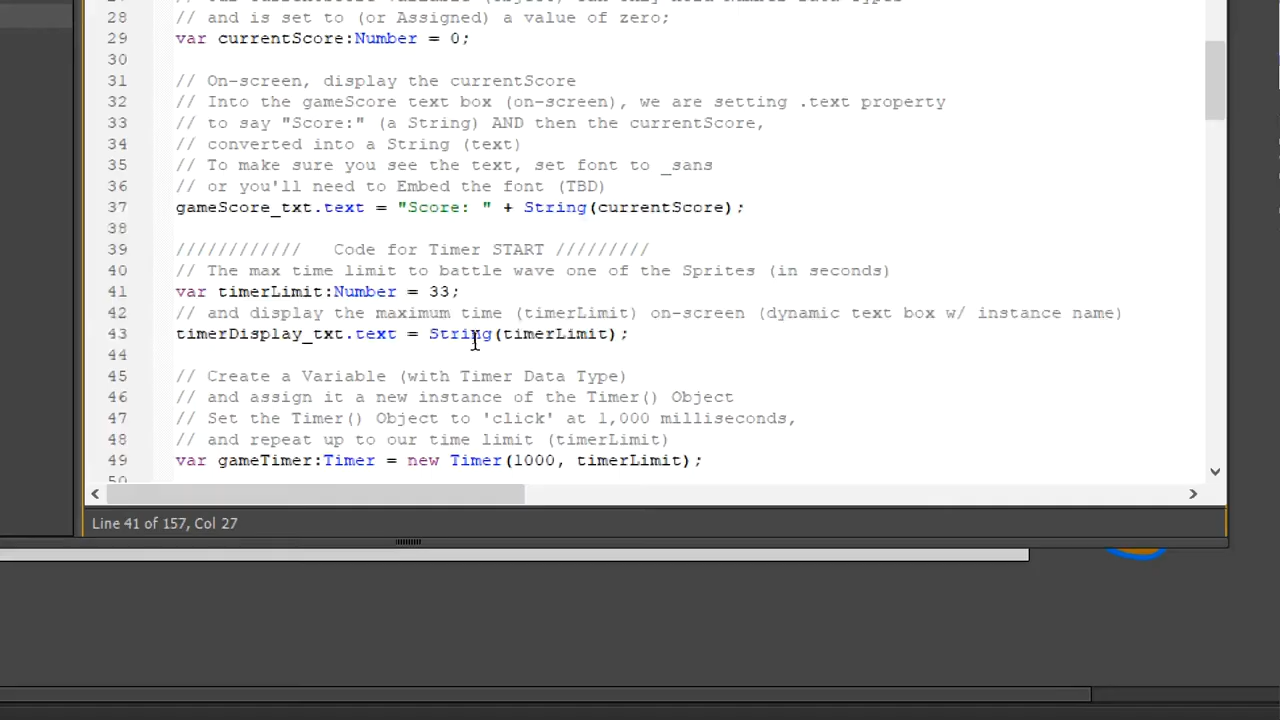 28 // and is set to (or Assigned) a value of zero;
29 var currentScore:Number = 0;
30
31 // On-screen, display the currentScore
32 // Into the gameScore text box (on-screen), we are setting .text property
33 // to say "Score:" (a String) AND then the currentScore,
34 // converted into a String (text)
35 // To make sure you see the text, set font to _sans
36 // or you'll need to Embed the font (TBD)
37 gameScore_txt.text = "Score: " + String(currentScore);
38
39 //////////// Code for Timer START /////////
40 // The max time limit to battle wave one of the Sprites (in seconds)
41 var timerLimit:Number = 33;
42 // and display the maximum time (timerLimit) on-screen (dynamic text box w/ instance name)
43 timerDisplay_txt.text = String(timerLimit);
44
45 // Create a Variable (with Timer Data Type)
46 // and assign it a new instance of the Timer() Object
47 // Set the Timer() Object to 'click' at 1,000 milliseconds,
48 // and repeat up to our time limit (timerLimit)
49 var gameTimer:Timer = new Timer(1000, timerLimit);
50
Line 41 of 157, Col 27